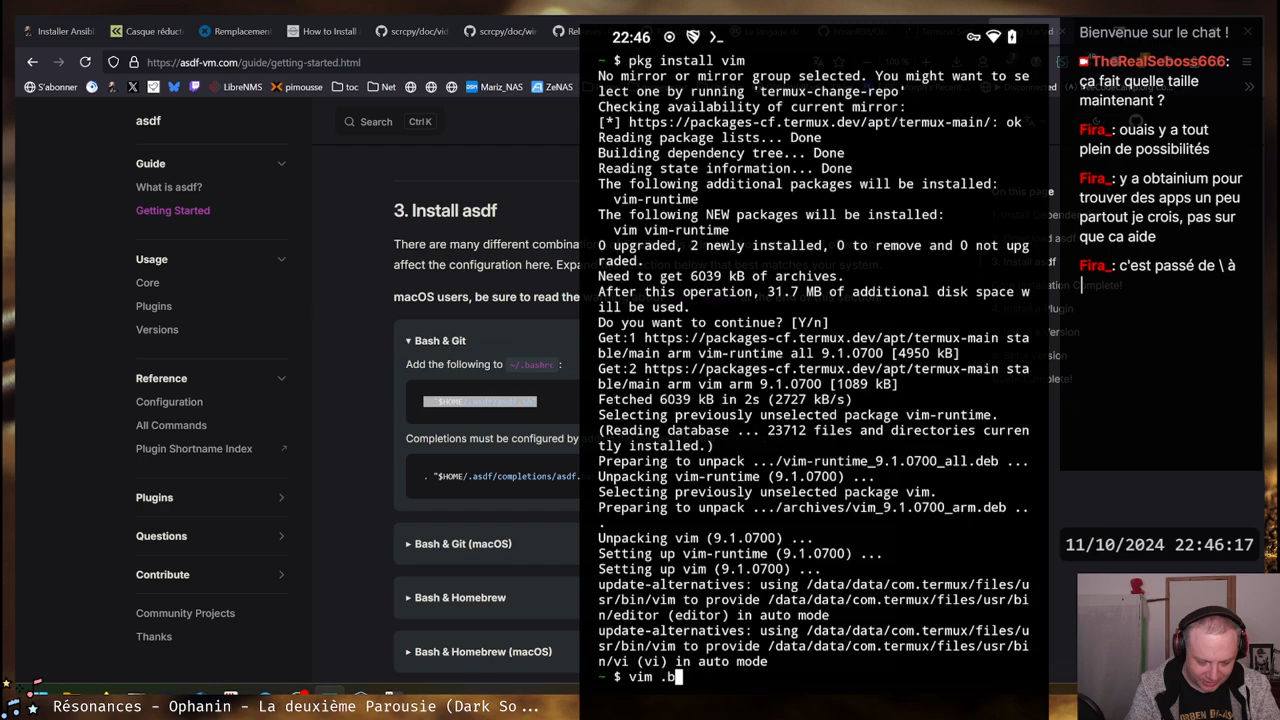 Installer Ansible
Casque réducteur
Remplacement
How to Install
scrcpy/doc/win
scrcpy/doc/
https://asdf-vm.com/guide/getting-started.html
S'abonner
LibreNMS
pimousse
toc
Net
Mariz_NAS
ZeNAS
asdf
Search
Ctrl K
Guide
What is asdf?
Getting Started
Usage
Core
Plugins
Versions
Reference
Configuration
All Commands
Plugin Shortname Index
Plugins
Questions
Contribute
Community Projects
Thanks
3. Install asdf
There are many different combin
affect the configuration here. Expand
macOS users, be sure to read the
Bash & Git
Add the following to ~/.bashrc :
. "$HOME/.asdf/asdf.sh"
Completions must be configured by
. "$HOME/.asdf/completions/asdf.
Bash & Git (macOS)
Bash & Homebrew
Bash & Homebrew (macOS)
22:46
~ $ pkg install vim
No mirror or mirror group selected. You might want to se
lect one by running 'termux-change-repo'
Checking availability of current mirror:
[*] https://packages-cf.termux.dev/apt/termux-main/: ok
Reading package lists... Done
Building dependency tree... Done
Reading state information... Done
The following additional packages will be installed:
vim-runtime
The following NEW packages will be installed:
vim vim-runtime
0 upgraded, 2 newly installed, 0 to remove and 0 not upg
raded.
Need to get 6039 kB of archives.
After this operation, 31.7 MB of additional disk space w
ill be used.
Do you want to continue? [Y/n]
Get:1 https://packages-cf.termux.dev/apt/termux-main sta
ble/main arm vim-runtime all 9.1.0700 [4950 kB]
Get:2 https://packages-cf.termux.dev/apt/termux-main sta
ble/main arm vim arm 9.1.0700 [1089 kB]
Fetched 6039 kB in 2s (2727 kB/s)
Selecting previously unselected package vim-runtime.
(Reading database ... 23712 files and directories curren
tly installed.)
Preparing to unpack .../vim-runtime_9.1.0700_all.deb ...
Unpacking vim-runtime (9.1.0700) ...
Selecting previously unselected package vim.
Preparing to unpack .../archives/vim_9.1.0700_arm.deb ..
.
Unpacking vim (9.1.0700) ...
Setting up vim-runtime (9.1.0700) ...
Setting up vim (9.1.0700) ...
update-alternatives: using /data/data/com.termux/files/u
sr/bin/vim to provide /data/data/com.termux/files/usr/bi
n/editor (editor) in auto mode
update-alternatives: using /data/data/com.termux/files/u
sr/bin/vim to provide /data/data/com.termux/files/usr/bi
n/vi (vi) in auto mode
~ $ vim .b
Bienvenue sur le chat !
TheRealSeboss666 :
ça fait quelle taille
maintenant ?
Fira_ : ouais y a tout
plein de possibilités
Fira_ : y a obtainium pour
trouver des apps un peu
partout je crois, pas sur
que ca aide
Fira_ : c'est passé de \ à
|
11/10/2024 22:46:17
Résonances - Ophanin - La deuxième Parousie (Dark So...